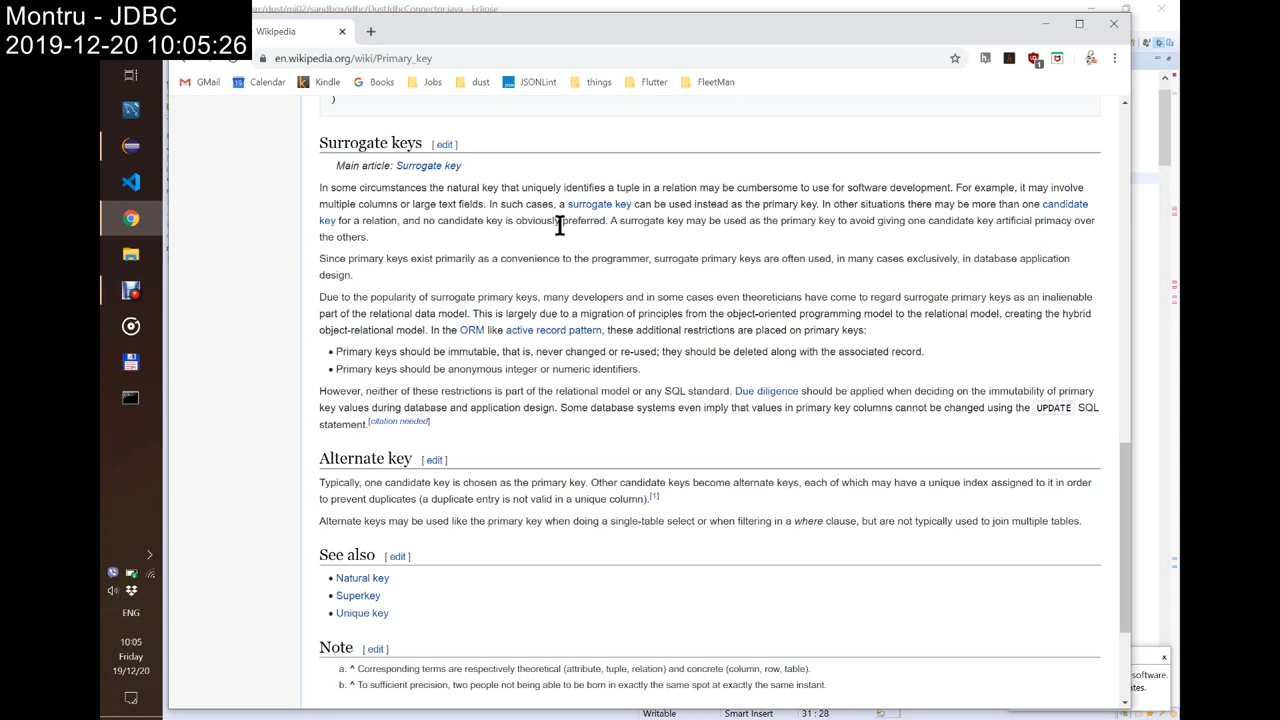 Montru - JDBC
2019-12-20 10:05:26
src/dust/mi02/sandbox/jdbc/DustJdbcConnector.java - Eclipse
Wikipedia
en.wikipedia.org/wiki/Primary_key
GMail Calendar Kindle Books Jobs dust JSONLint things Flutter FleetMan
)
Surrogate keys [ edit ]
Main article: Surrogate key
In some circumstances the natural key that uniquely identifies a tuple in a relation may be cumbersome to use for software development. For example, it may involve
multiple columns or large text fields. In such cases, a surrogate key can be used instead as the primary key. In other situations there may be more than one candidate
key for a relation, and no candidate key is obviously preferred. A surrogate key may be used as the primary key to avoid giving one candidate key artificial primacy over
the others.
Since primary keys exist primarily as a convenience to the programmer, surrogate primary keys are often used, in many cases exclusively, in database application
design.
Due to the popularity of surrogate primary keys, many developers and in some cases even theoreticians have come to regard surrogate primary keys as an inalienable
part of the relational data model. This is largely due to a migration of principles from the object-oriented programming model to the relational model, creating the hybrid
object-relational model. In the ORM like active record pattern, these additional restrictions are placed on primary keys:
• Primary keys should be immutable, that is, never changed or re-used; they should be deleted along with the associated record.
• Primary keys should be anonymous integer or numeric identifiers.
However, neither of these restrictions is part of the relational model or any SQL standard. Due diligence should be applied when deciding on the immutability of primary
key values during database and application design. Some database systems even imply that values in primary key columns cannot be changed using the UPDATE SQL
statement.[citation needed]
Alternate key [ edit ]
Typically, one candidate key is chosen as the primary key. Other candidate keys become alternate keys, each of which may have a unique index assigned to it in order
to prevent duplicates (a duplicate entry is not valid in a unique column).[1]
Alternate keys may be used like the primary key when doing a single-table select or when filtering in a where clause, but are not typically used to join multiple tables.
See also [ edit ]
• Natural key
• Superkey
• Unique key
Note [ edit ]
a. ^ Corresponding terms are respectively theoretical (attribute, tuple, relation) and concrete (column, row, table).
b. ^ To sufficient precision, two people not being able to be born in exactly the same spot at exactly the same instant.
ENG
10:05
Friday
19/12/20
software.
Writable Smart Insert 31 : 28